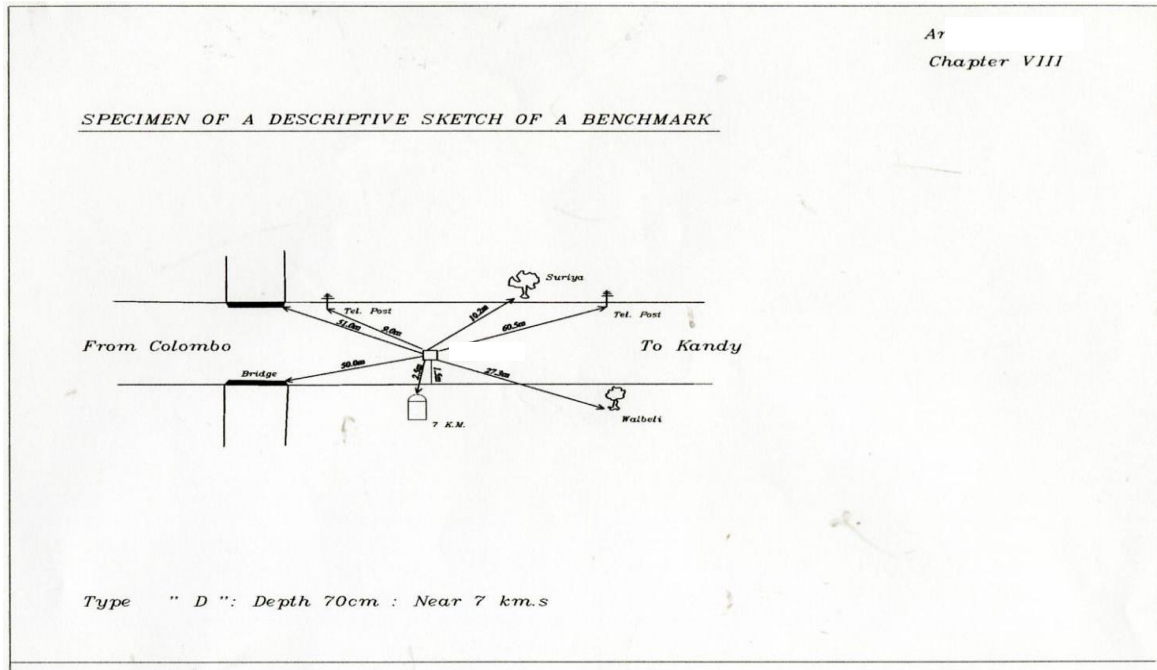 Ar
Chapter VIII
SPECIMEN OF A DESCRIPTIVE SKETCH OF A BENCHMARK
Suriya
Tel. Post
Tel. Post
51.0m
10.2m
60.5m
From Colombo
To Kandy
Bridge
50.0m
2.5m
27.3m
7 K.M.
Walbeli
Type " D ": Depth 70cm : Near 7 km.s